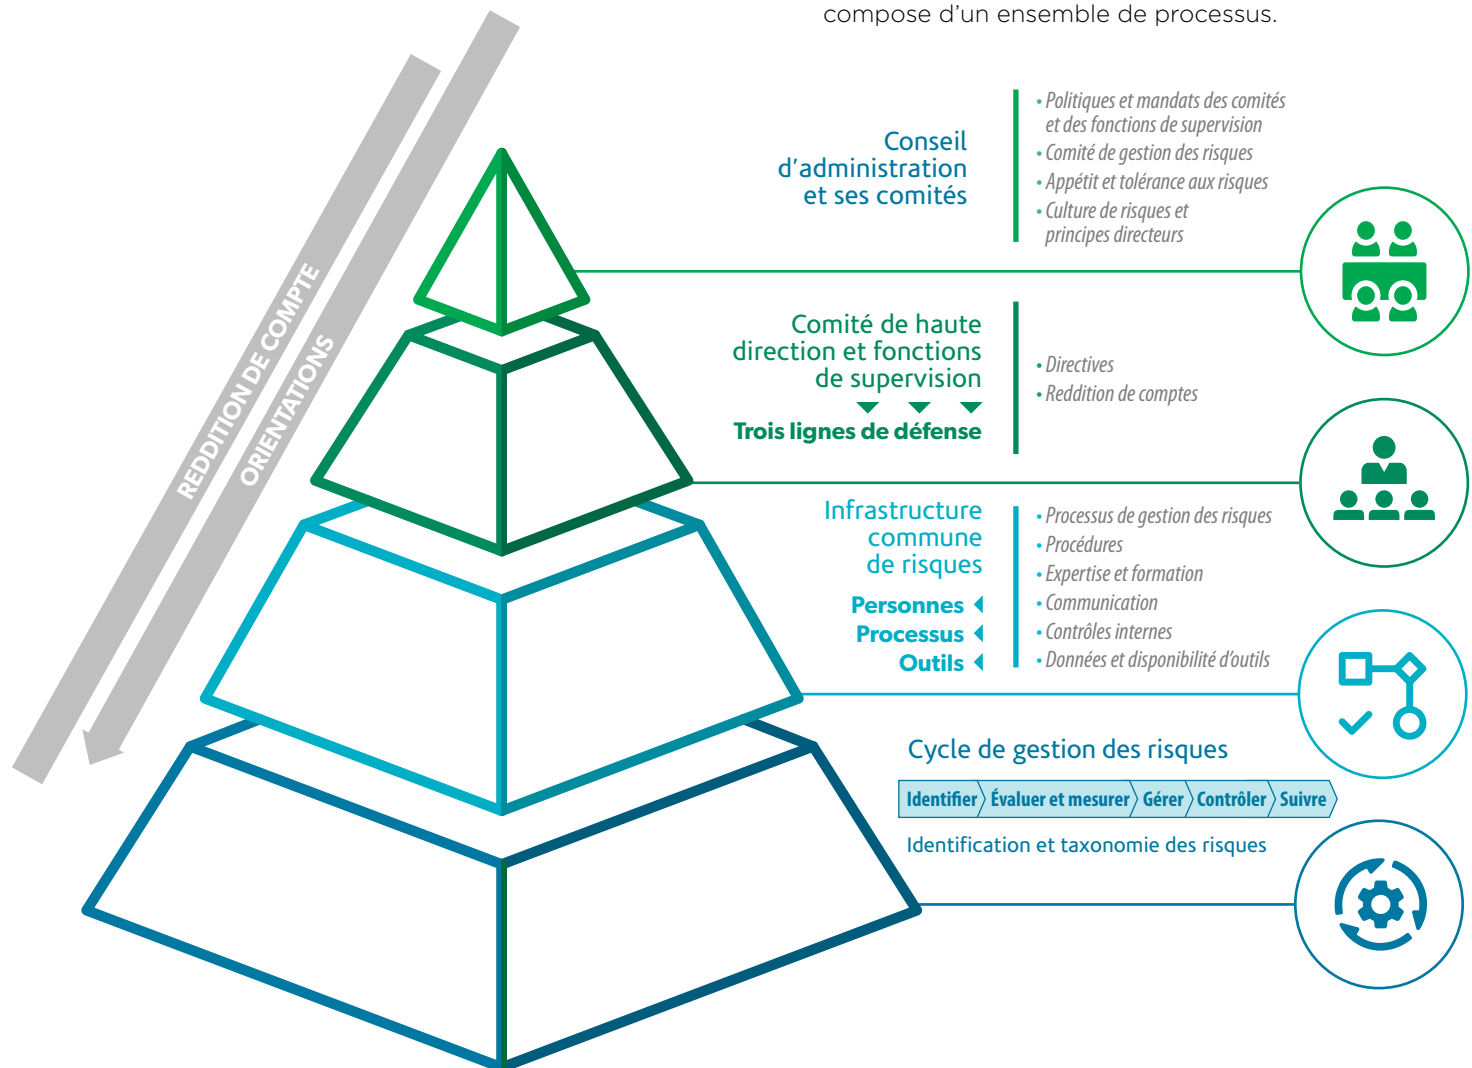 compose d’un ensemble de processus.
REDDITION DE COMPTE
ORIENTATIONS
Conseil
d’administration
et ses comités
• Politiques et mandats des comités
et des fonctions de supervision
• Comité de gestion des risques
• Appétit et tolérance aux risques
• Culture de risques et
principes directeurs
Comité de haute
direction et fonctions
de supervision
Trois lignes de défense
• Directives
• Reddition de comptes
Infrastructure
commune
de risques
Personnes
Processus
Outils
• Processus de gestion des risques
• Procédures
• Expertise et formation
• Communication
• Contrôles internes
• Données et disponibilité d’outils
Cycle de gestion des risques
Identifier Évaluer et mesurer Gérer Contrôler Suivre
Identification et taxonomie des risques